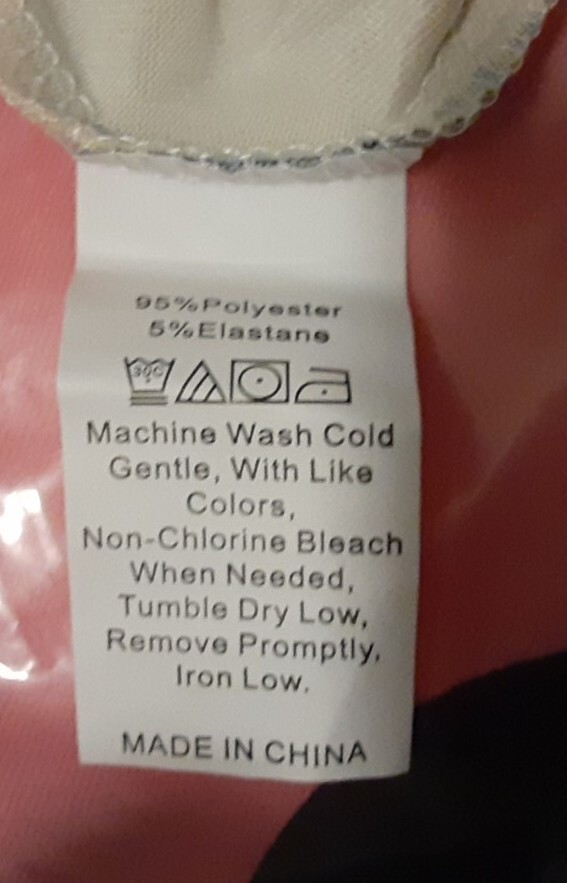 95%Polyester
5%Elastane
30C
Machine Wash Cold
Gentle, With Like
Colors,
Non-Chlorine Bleach
When Needed,
Tumble Dry Low,
Remove Promptly,
Iron Low.
MADE IN CHINA